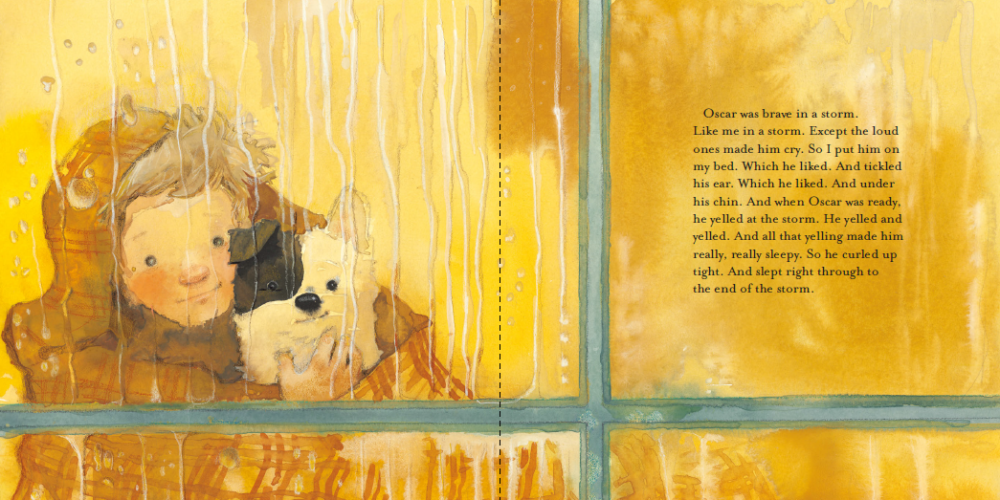 Oscar was brave in a storm.
Like me in a storm. Except the loud
ones made him cry. So I put him on
my bed. Which he liked. And tickled
his ear. Which he liked. And under
his chin. And when Oscar was ready,
he yelled at the storm. He yelled and
yelled. And all that yelling made him
really, really sleepy. So he curled up
tight. And slept right through to
the end of the storm.